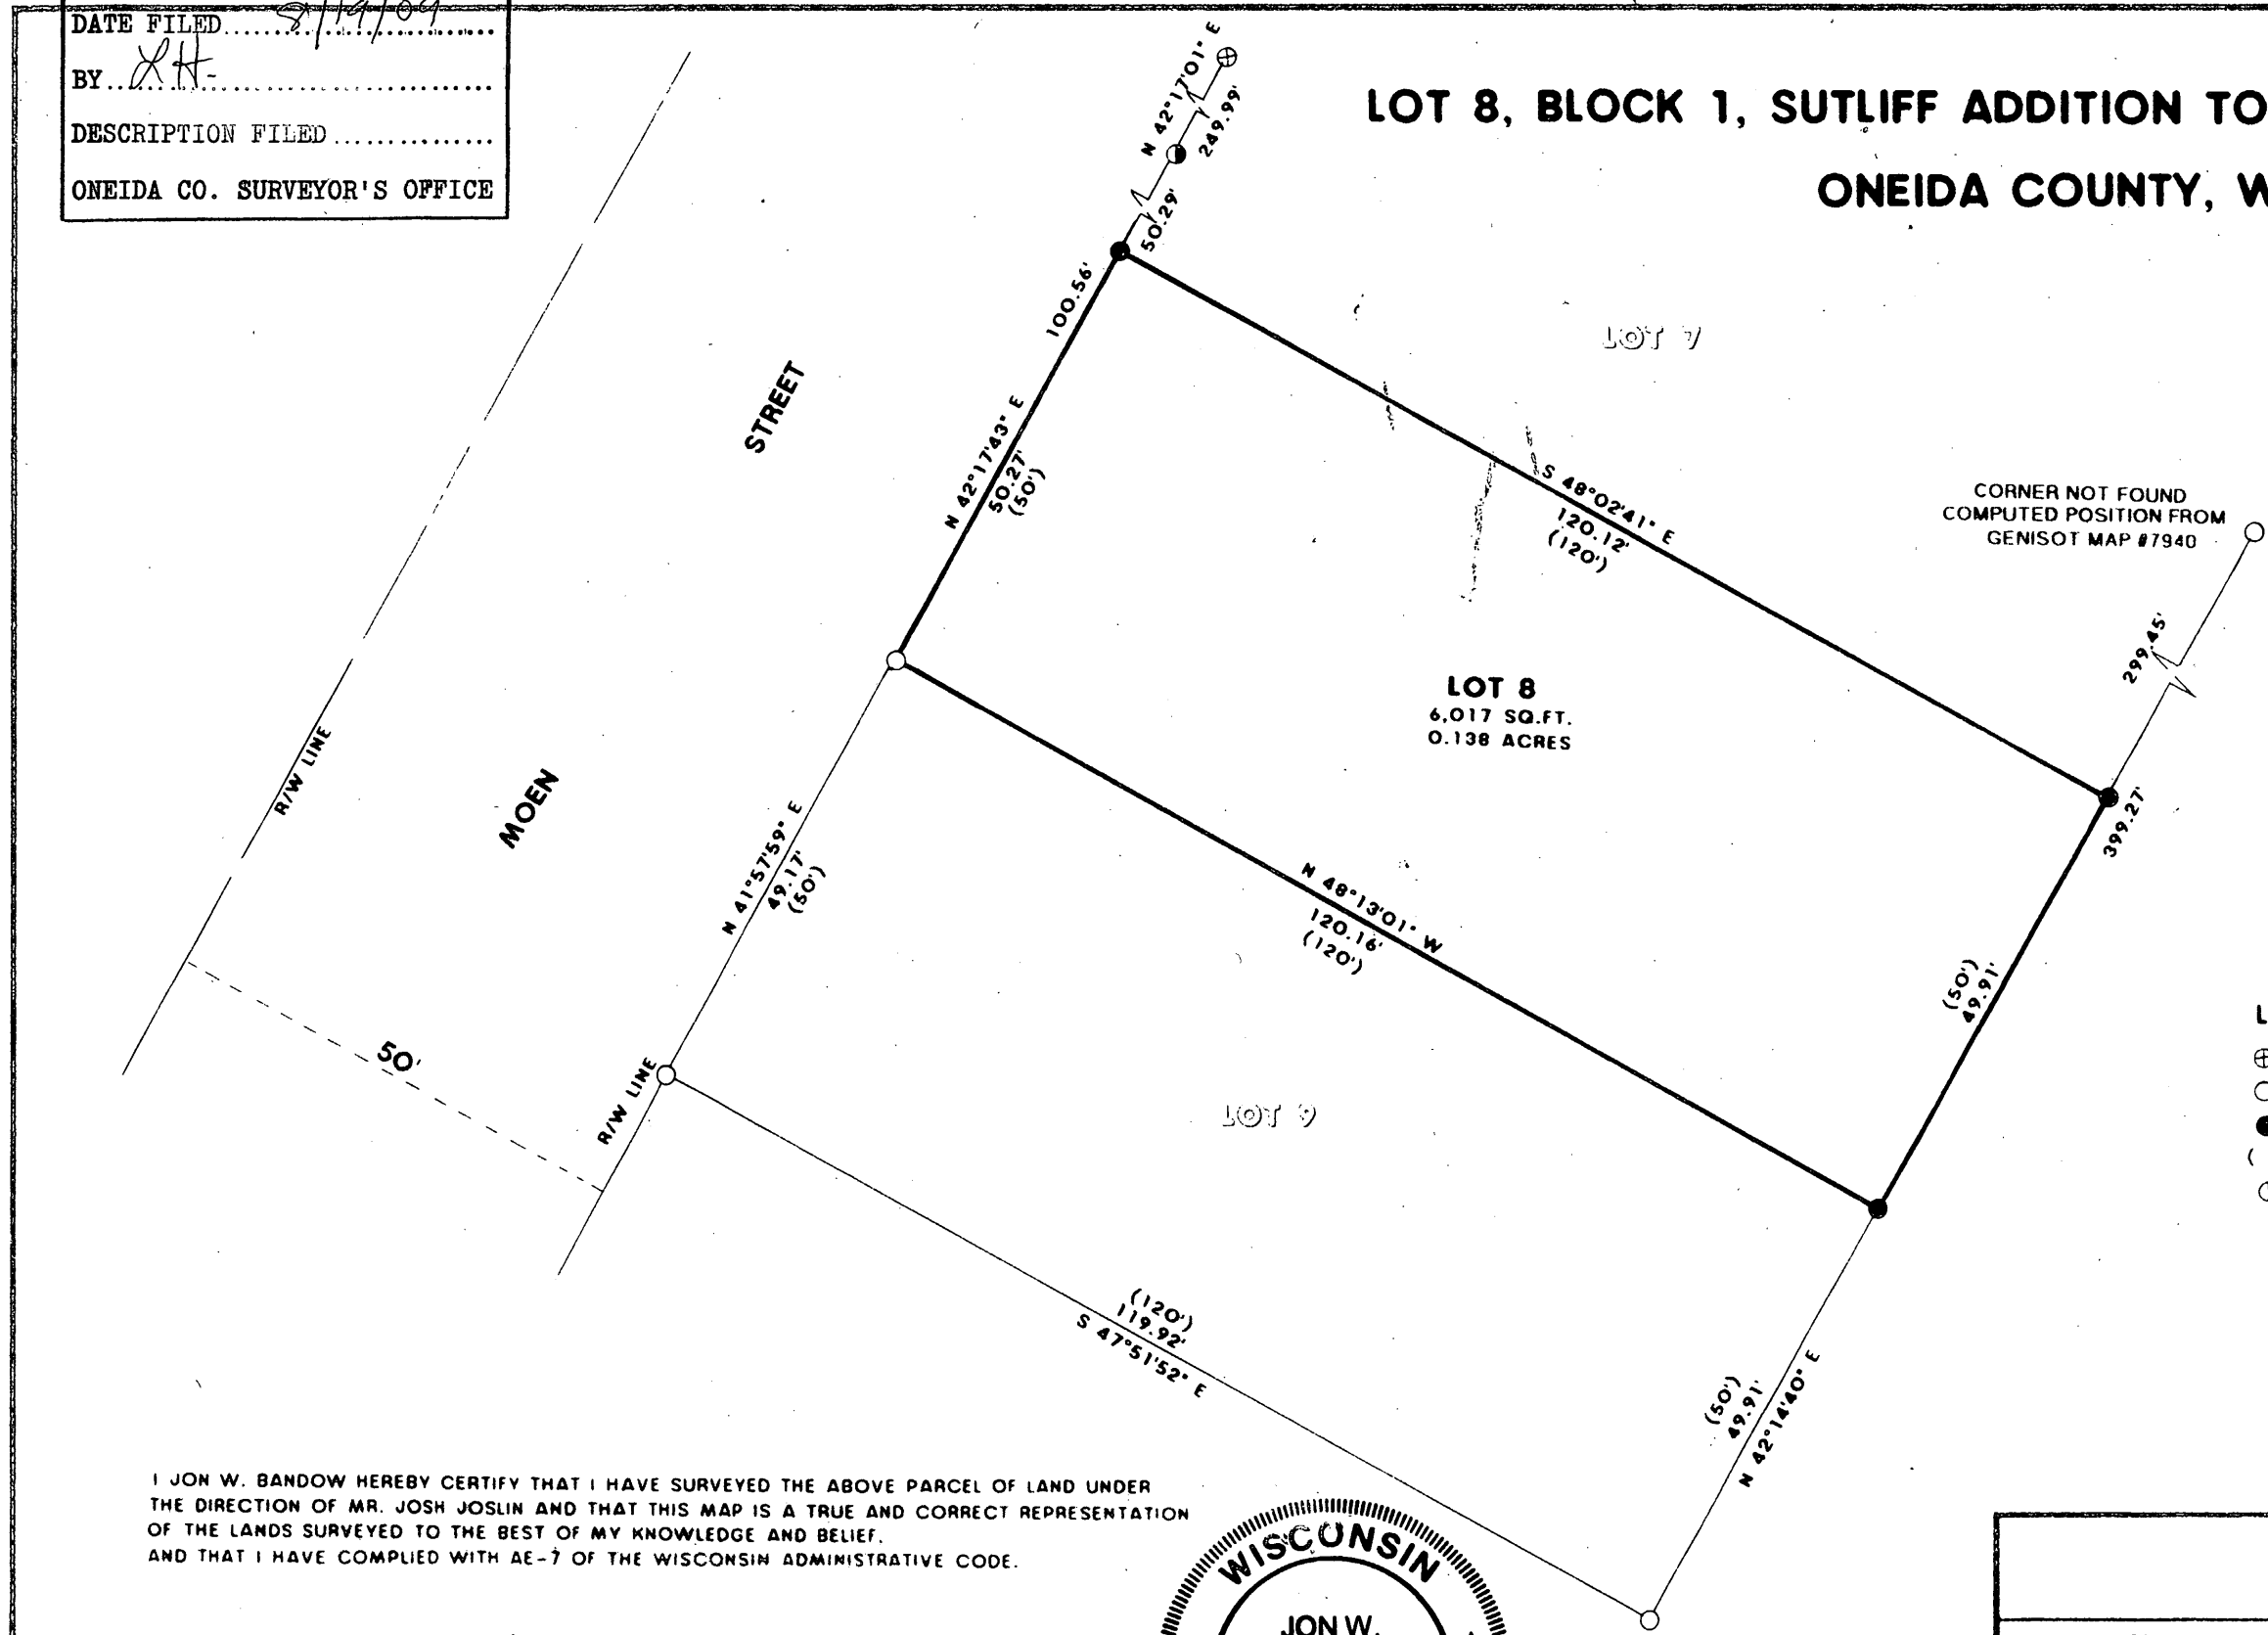 DATE FILED 8/19/09
BY LH
DESCRIPTION FILED
ONEIDA CO. SURVEYOR'S OFFICE
LOT 8, BLOCK 1, SUTLIFF ADDITION TO
ONEIDA COUNTY, W
N 42°17'01" E
249.99'
50.29'
100.56'
N 42°17'43" E
50.27'
(50')
STREET
MOEN
R/W LINE
LOT 7
S 48°02'41" E
120.12'
(120')
CORNER NOT FOUND
COMPUTED POSITION FROM
GENISOT MAP #7940
299.45'
399.27'
LOT 8
6,017 SQ.FT.
0.138 ACRES
N 41°57'59" E
49.17'
(50')
N 48°13'01" W
120.16'
(120')
(50')
49.91'
L
(
50'
R/W LINE
LOT 9
(120')
119.92'
S 47°51'52" E
(50')
49.91'
N 42°14'40" E
I JON W. BANDOW HEREBY CERTIFY THAT I HAVE SURVEYED THE ABOVE PARCEL OF LAND UNDER
THE DIRECTION OF MR. JOSH JOSLIN AND THAT THIS MAP IS A TRUE AND CORRECT REPRESENTATION
OF THE LANDS SURVEYED TO THE BEST OF MY KNOWLEDGE AND BELIEF.
AND THAT I HAVE COMPLIED WITH AE-7 OF THE WISCONSIN ADMINISTRATIVE CODE.
WISCONSIN
JON W.